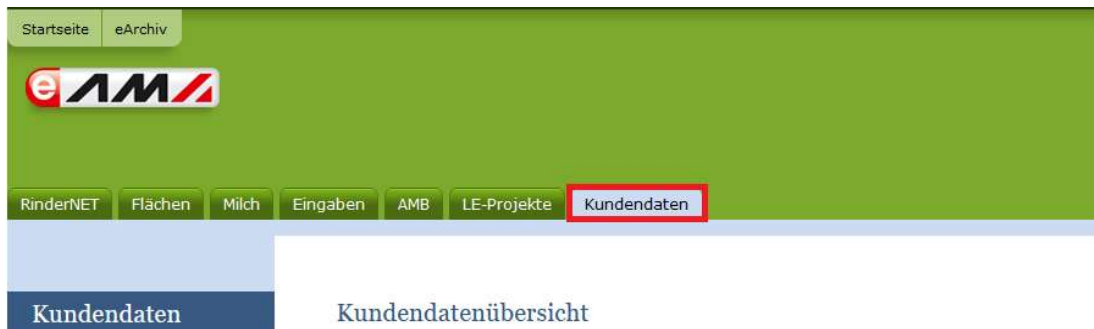 Startseite eArchiv
eAMA
RinderNET Flächen Milch Eingaben AMB LE-Projekte Kundendaten
Kundendaten Kundendatenübersicht